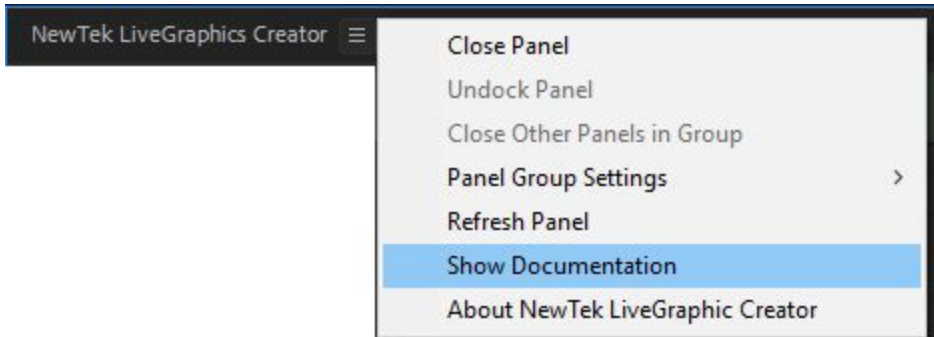 NewTek LiveGraphics Creator
Close Panel
Undock Panel
Close Other Panels in Group
Panel Group Settings
Refresh Panel
Show Documentation
About NewTek LiveGraphic Creator